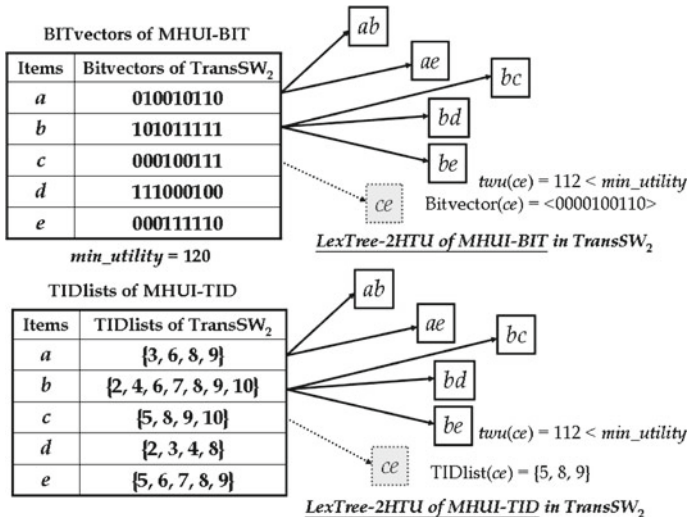 BITvectors of MHUI-BIT
Items Bitvectors of TransSW2
a 010010110
b 101011111
c 000100111
d 111000100
e 000111110
min_utility = 120
ab
ae
bc
bd
be
ce
twu(ce) = 112 < min_utility
Bitvector(ce) = <0000100110>
LexTree-2HTU of MHUI-BIT in TransSW2
TIDlists of MHUI-TID
Items TIDlists of TransSW2
a {3, 6, 8, 9}
b {2, 4, 6, 7, 8, 9, 10}
c {5, 8, 9, 10}
d {2, 3, 4, 8}
e {5, 6, 7, 8, 9}
ab
ae
bc
bd
be
ce
twu(ce) = 112 < min_utility
TIDlist(ce) = {5, 8, 9}
LexTree-2HTU of MHUI-TID in TransSW2